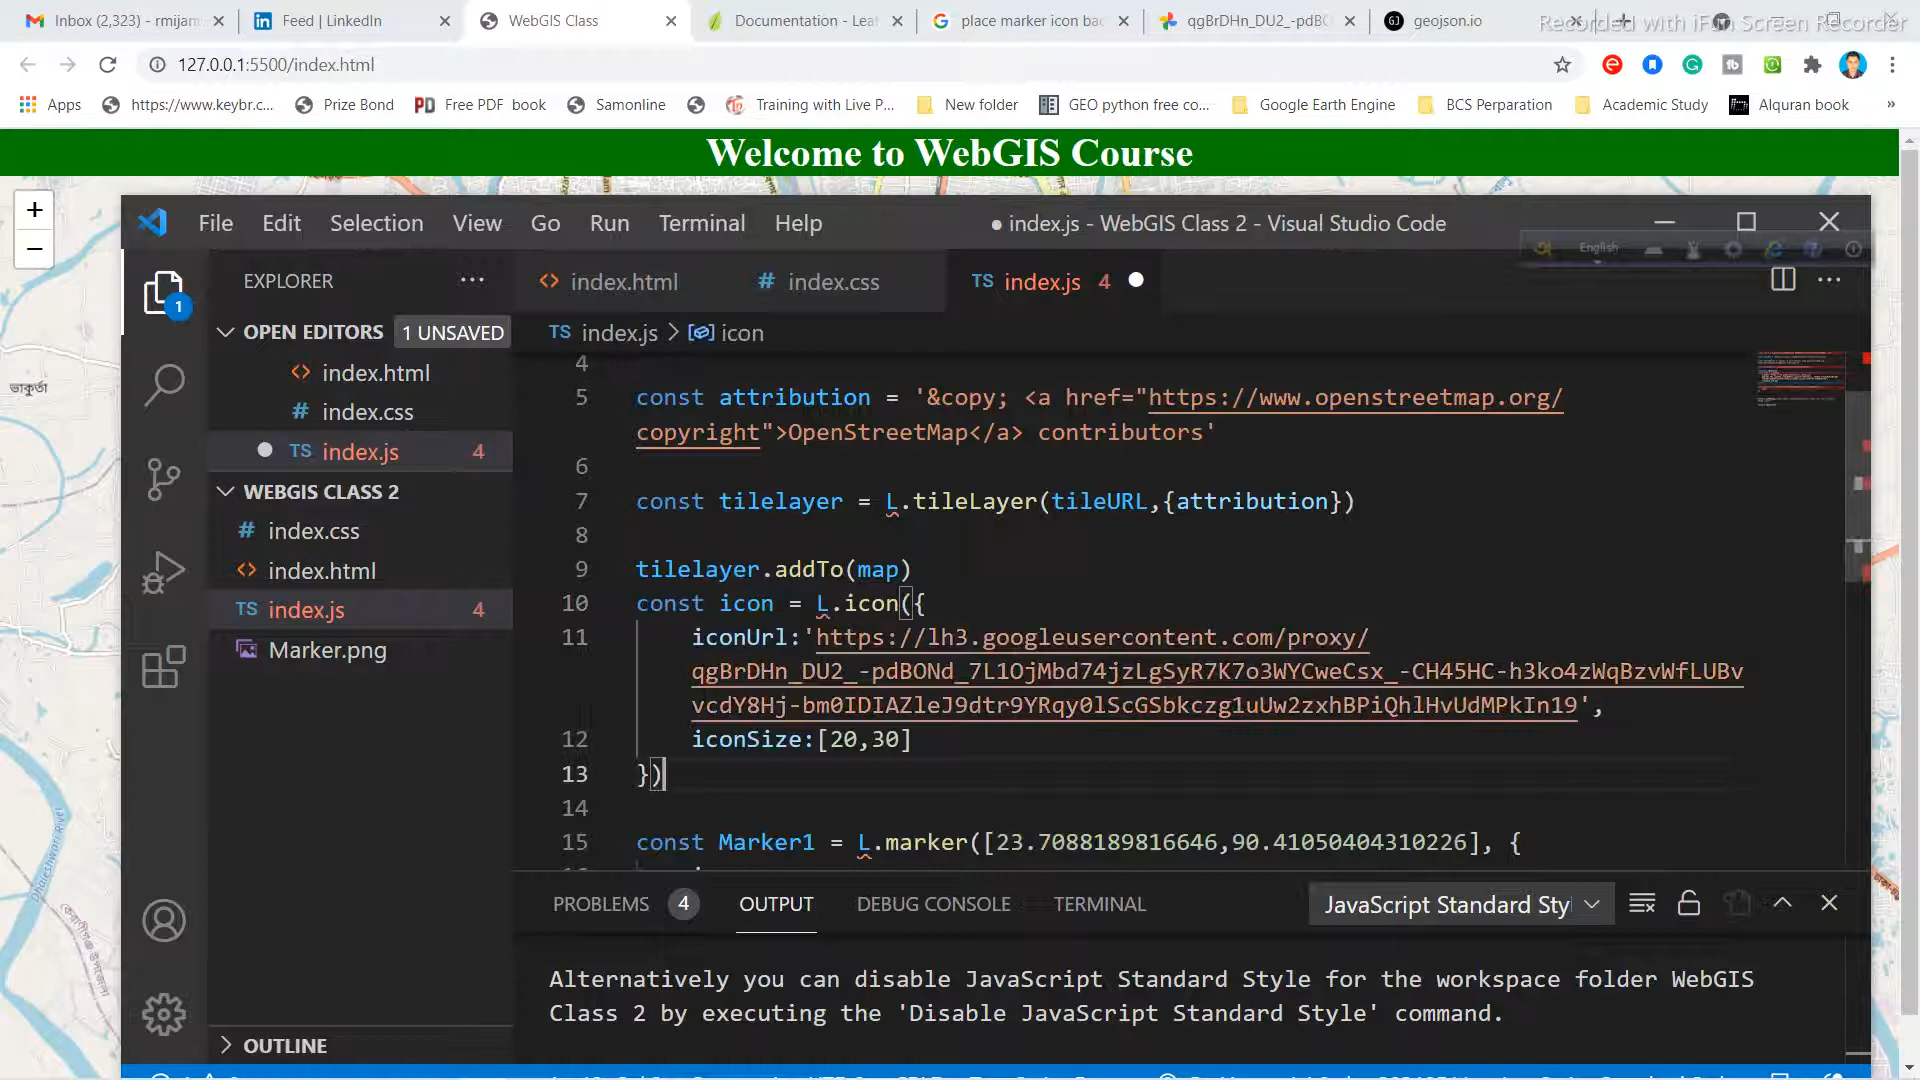 Inbox (2,323) - rmijam
Feed | LinkedIn
WebGIS Class
Documentation - Leaf
place marker icon bac
qgBrDHn_DU2_-pdBO
geojson.io
Recorded with iFun Screen Recorder
127.0.0.1:5500/index.html
Apps
https://www.keybr.c...
Prize Bond
Free PDF book
Samonline
Training with Live P...
New folder
GEO python free co...
Google Earth Engine
BCS Perparation
Academic Study
Alquran book
»
Welcome to WebGIS Course
+
−
File Edit Selection View Go Run Terminal Help
● index.js - WebGIS Class 2 - Visual Studio Code
English
EXPLORER
index.html
# index.css
TS index.js 4
OPEN EDITORS 1 UNSAVED
TS index.js > icon
index.html
# index.css
TS index.js 4
WEBGIS CLASS 2
# index.css
index.html
TS index.js 4
Marker.png
1
4
5 const attribution = '&copy; <a href="https://www.openstreetmap.org/
copyright">OpenStreetMap</a> contributors'
6
7 const tilelayer = L.tileLayer(tileURL,{attribution})
8
9 tilelayer.addTo(map)
10 const icon = L.icon({
11 iconUrl:'https://lh3.googleusercontent.com/proxy/
qgBrDHn_DU2_-pdBONd_7L1OjMbd74jzLgSyR7K7o3WYCweCsx_-CH45HC-h3ko4zWqBzvWfLUBv
vcdY8Hj-bm0IDIAZleJ9dtr9YRqy0lScGSbkczg1uUw2zxhBPiQhlHvUdMPkIn19',
12 iconSize:[20,30]
13 })
14
15 const Marker1 = L.marker([23.7088189816646,90.41050404310226], {
PROBLEMS 4 OUTPUT DEBUG CONSOLE TERMINAL
JavaScript Standard Styl
Alternatively you can disable JavaScript Standard Style for the workspace folder WebGIS
Class 2 by executing the 'Disable JavaScript Standard Style' command.
OUTLINE
ভাকুর্তা
Dhaleshwari River